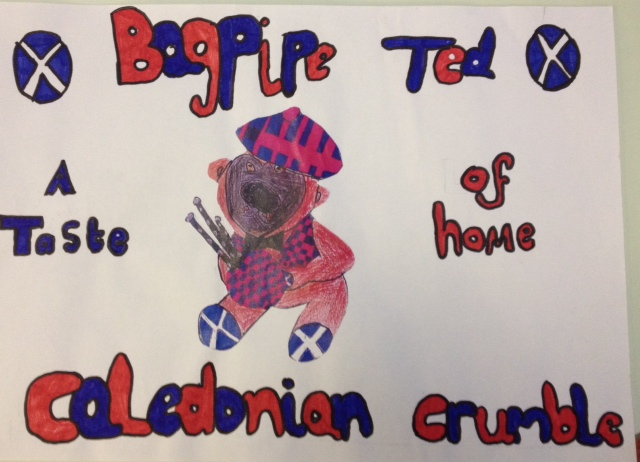 Bagpipe Ted
A Taste of home
Caledonian Crumble